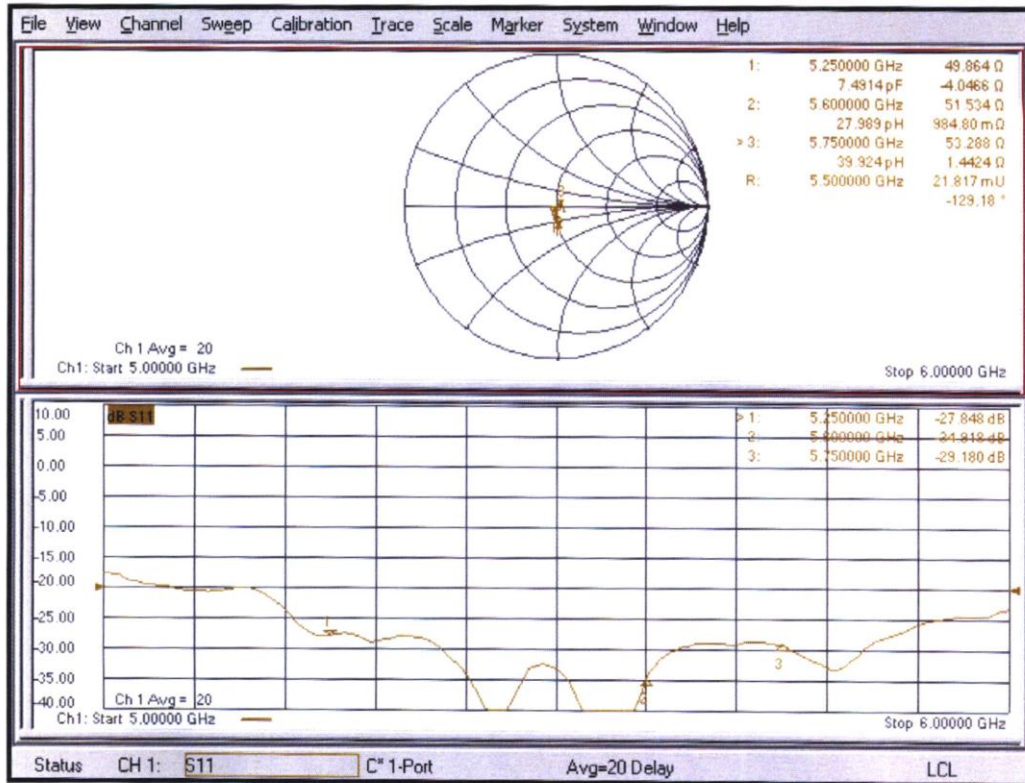 File View Channel Sweep Calibration Trace Scale Marker System Window Help
1: 5.250000 GHz 49.864 Ω
7.4914 pF -4.0466 Ω
2: 5.600000 GHz 51.534 Ω
27.989 pH 984.80 mΩ
> 3: 5.750000 GHz 53.288 Ω
39.924 pH 1.4424 Ω
R: 5.500000 GHz 21.817 mU
-129.18 °
Ch 1 Avg = 20
Ch1: Start 5.00000 GHz
Stop 6.00000 GHz
10.00 dB S11
> 1: 5.250000 GHz -27.848 dB
5.00
2: GHz dB
0.00
3: 5.750000 GHz -29.180 dB
-5.00
-10.00
-15.00
-20.00
-25.00
1
-30.00
3
-35.00
-40.00
Ch 1 Avg = 20
Ch1: Start 5.00000 GHz
Stop 6.00000 GHz
Status CH 1: S11 C* 1-Port Avg=20 Delay LCL